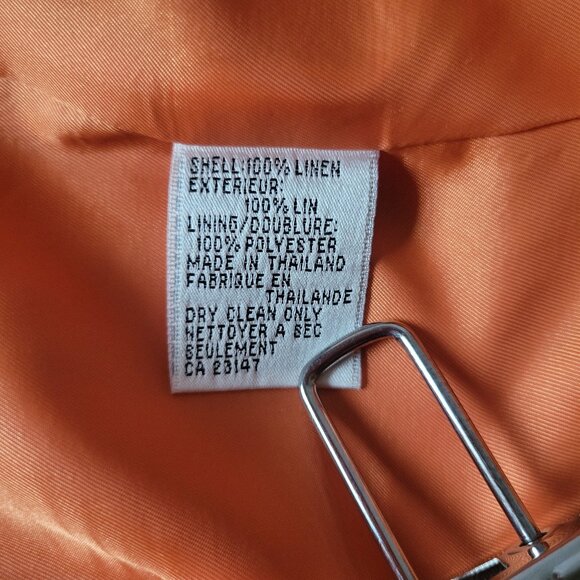 SHELL:100% LINEN
EXTERIEUR:
100% LIN
LINING/DOUBLURE:
100% POLYESTER
MADE IN THAILAND
FABRIQUE EN
THAILANDE
DRY CLEAN ONLY
NETTOYER A SEC
SEULEMENT
CA 23147